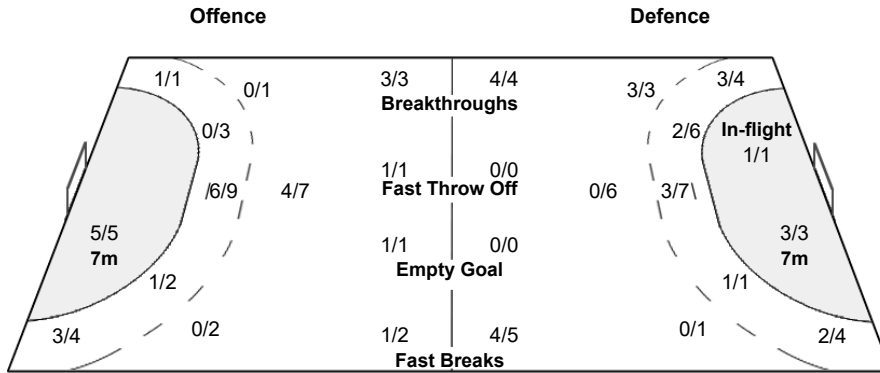 Offence Defence
1/1 0/1 3/3 4/4 3/3 3/4
Breakthroughs
0/3 2/6 In-flight
1/1
1/1 0/0
6/9 4/7 Fast Throw Off 0/6 3/7
5/5 1/1 0/0 3/3
7m Empty Goal 7m
1/2 1/1
3/4 0/2 1/2 4/5 0/1 2/4
Fast Breaks